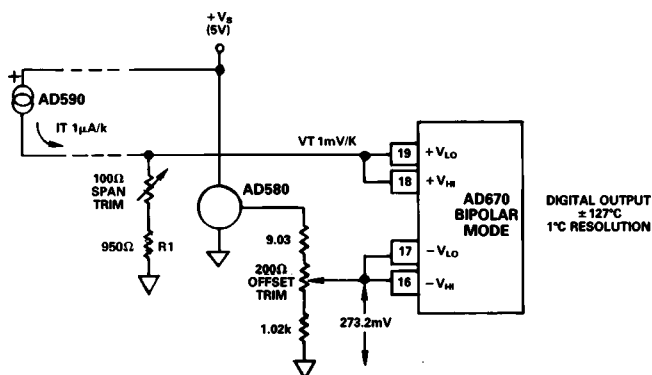 +VS
(5V)
+
AD590
IT 1µA/k
VT 1mV/K
100Ω
SPAN
TRIM
950Ω R1
AD580
9.03
200Ω
OFFSET
TRIM
1.02k
273.2mV
19 +VLO
18 +VHI
AD670
BIPOLAR
MODE
17 −VLO
16 −VHI
DIGITAL OUTPUT
± 127°C
1°C RESOLUTION